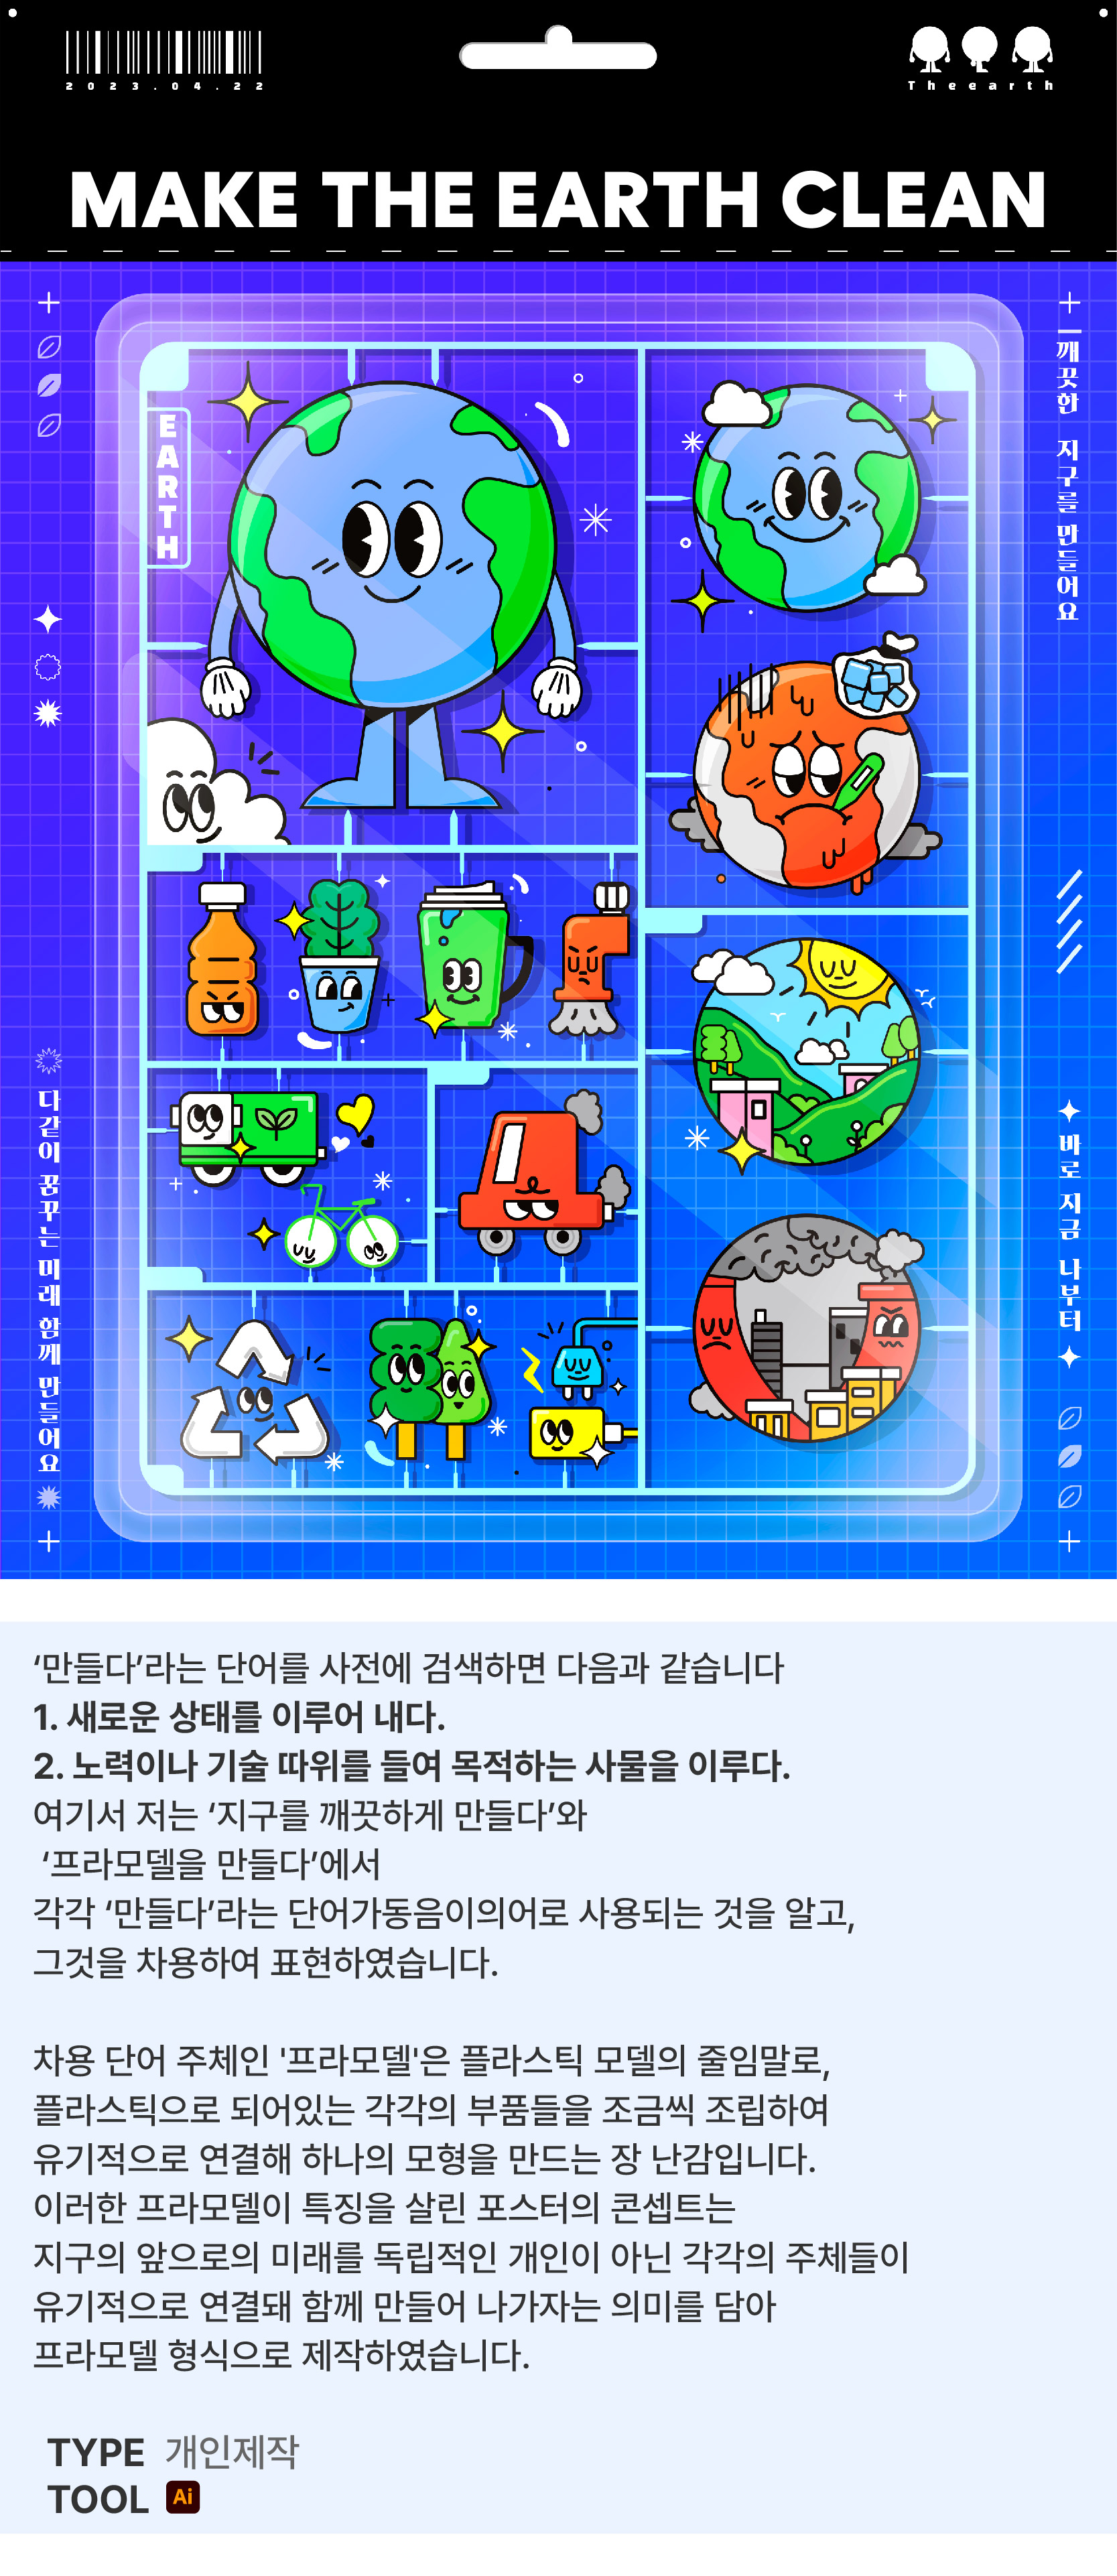 2023.04.22
Theearth
MAKE THE EARTH CLEAN
EARTH
깨끗한 지구를 만들어요
다같이 꿈꾸는 미래 함께 만들어요
바로 지금 나부터
‘만들다’라는 단어를 사전에 검색하면 다음과 같습니다
1. 새로운 상태를 이루어 내다.
2. 노력이나 기술 따위를 들여 목적하는 사물을 이루다.
여기서 저는 ‘지구를 깨끗하게 만들다’와
‘프라모델을 만들다’에서
각각 ‘만들다’라는 단어가동음이의어로 사용되는 것을 알고,
그것을 차용하여 표현하였습니다.
차용 단어 주체인 '프라모델'은 플라스틱 모델의 줄임말로,
플라스틱으로 되어있는 각각의 부품들을 조금씩 조립하여
유기적으로 연결해 하나의 모형을 만드는 장 난감입니다.
이러한 프라모델이 특징을 살린 포스터의 콘셉트는
지구의 앞으로의 미래를 독립적인 개인이 아닌 각각의 주체들이
유기적으로 연결돼 함께 만들어 나가자는 의미를 담아
프라모델 형식으로 제작하였습니다.
TYPE 개인제작
TOOL Ai